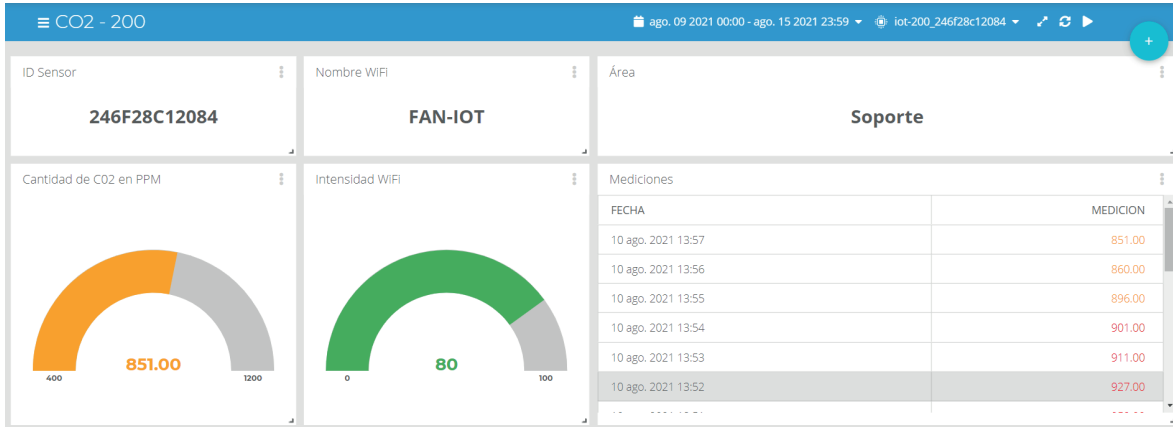 CO2 - 200
ago. 09 2021 00:00 - ago. 15 2021 23:59
iot-200_246f28c12084
+
ID Sensor
246F28C12084
Nombre WiFi
FAN-IOT
Área
Soporte
Cantidad de C02 en PPM
851.00
400
1200
Intensidad WiFi
80
0
100
Mediciones
FECHA MEDICION
10 ago. 2021 13:57 851.00
10 ago. 2021 13:56 860.00
10 ago. 2021 13:55 896.00
10 ago. 2021 13:54 901.00
10 ago. 2021 13:53 911.00
10 ago. 2021 13:52 927.00